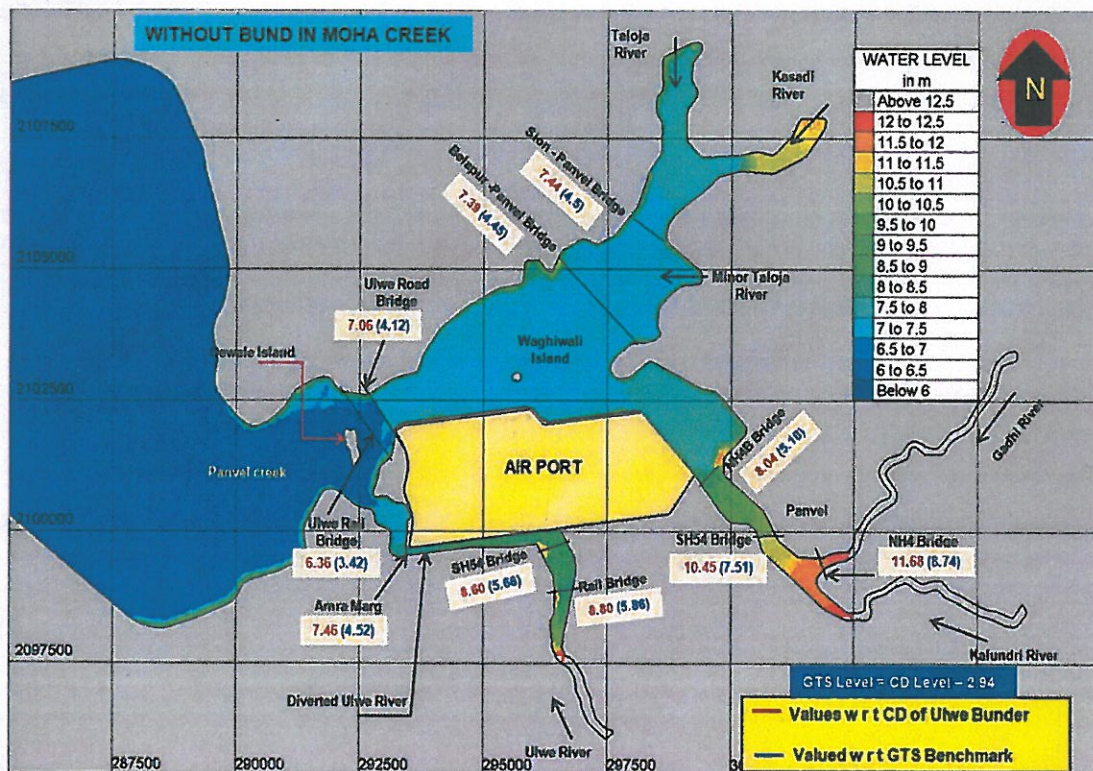 WITHOUT BUND IN MOHA CREEK
Taloja
River
Kasadi
River
WATER LEVEL
in m
Above 12.5
12 to 12.5
11.5 to 12
11 to 11.5
10.5 to 11
10 to 10.5
9.5 to 10
9 to 9.5
8.5 to 9
8 to 8.5
7.5 to 8
7 to 7.5
6.5 to 7
6 to 6.5
Below 6
N
2107500
Sion - Panvel Bridge
7.44 (4.5)
Belapur -Panvel Bridge
7.39 (4.45)
2105000
Minor Taloja
River
Ulwe Road
Bridge
7.06 (4.12)
Waghiwali
Island
2102500
NH4B Bridge
8.04 (5.10)
Gadhi River
AIR PORT
Panvel creek
2100000
Panvel
Ulwe Rail
Bridge
6.36 (3.42)
SH54 Bridge
8.60 (5.66)
SH54 Bridge
10.45 (7.51)
NH4 Bridge
11.68 (8.74)
Rail Bridge
8.80 (5.86)
Amra Marg
7.46 (4.52)
2097500
Kalundri River
Diverted Ulwe River
GTS Level = CD Level – 2.94
Ulwe River
Values w r t CD of Ulwe Bunder
Valued w r t GTS Benchmark
287500
290000
292500
295000
297500